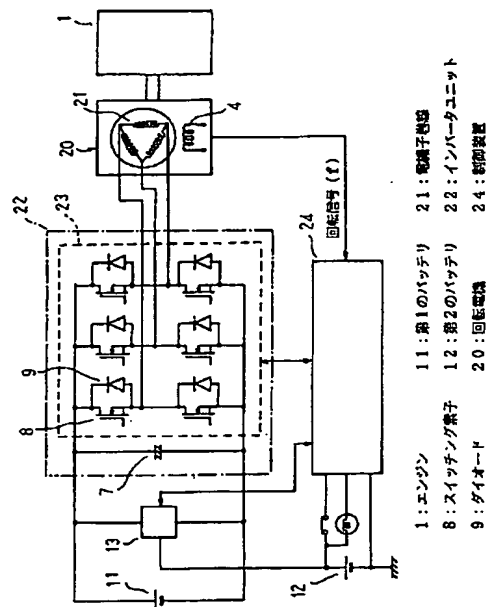 1
21
20
4
22
23
回転信号 (f)
24
9
8
7
13
11
12
1:エンジン
8:スイッチング素子
9:ダイオード
11:第1のバッテリ
12:第2のバッテリ
20:回転電機
21:電機子巻線
22:インバータユニット
24:制御装置